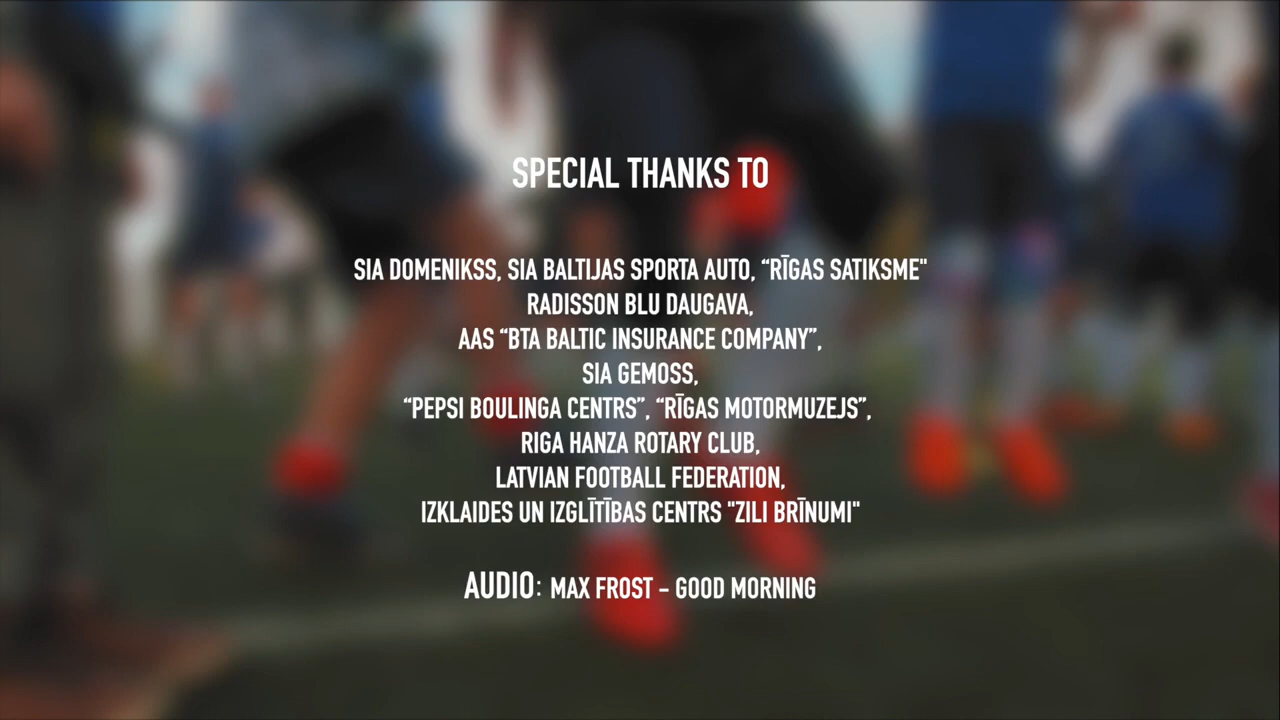 SPECIAL THANKS TO
SIA DOMENIKSS, SIA BALTIJAS SPORTA AUTO, “RĪGAS SATIKSME"
RADISSON BLU DAUGAVA,
AAS “BTA BALTIC INSURANCE COMPANY”,
SIA GEMOSS,
“PEPSI BOULINGA CENTRS”, “RĪGAS MOTORMUZEJS”,
RIGA HANZA ROTARY CLUB,
LATVIAN FOOTBALL FEDERATION,
IZKLAIDES UN IZGLĪTĪBAS CENTRS "ZILI BRĪNUMI"
AUDIO: MAX FROST - GOOD MORNING